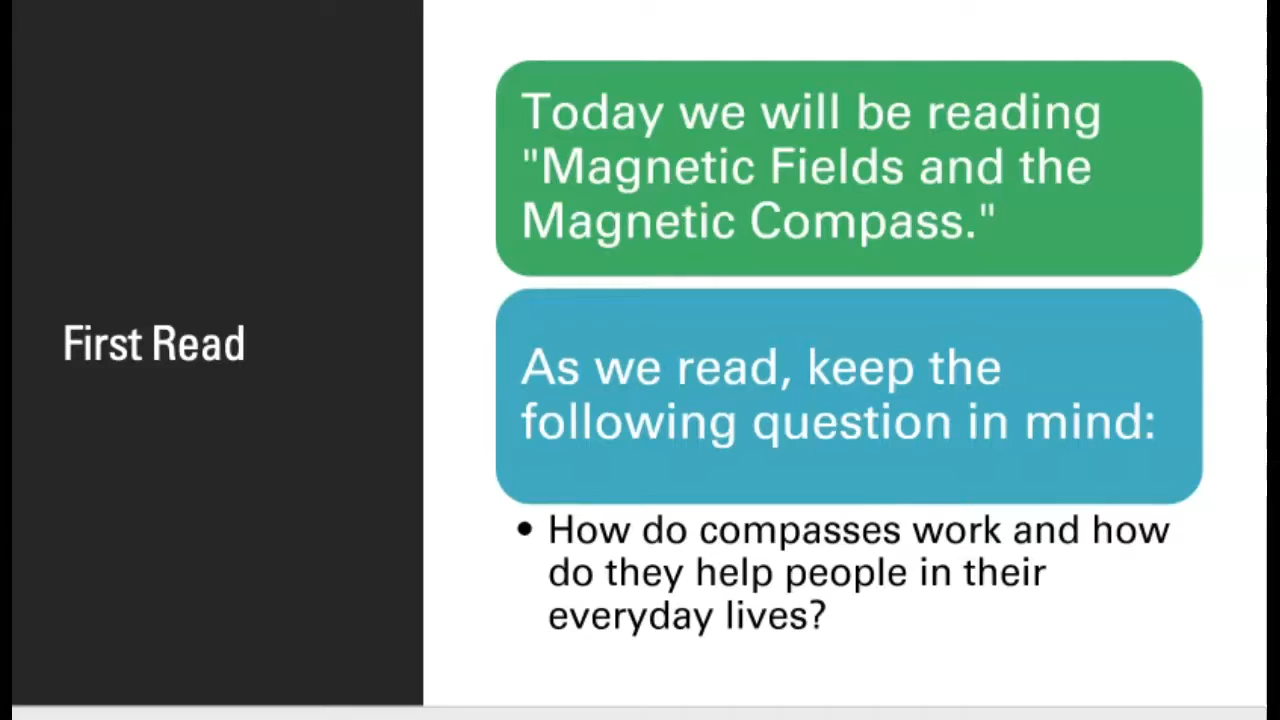 First Read
Today we will be reading
"Magnetic Fields and the
Magnetic Compass."
As we read, keep the
following question in mind:
• How do compasses work and how
do they help people in their
everyday lives?